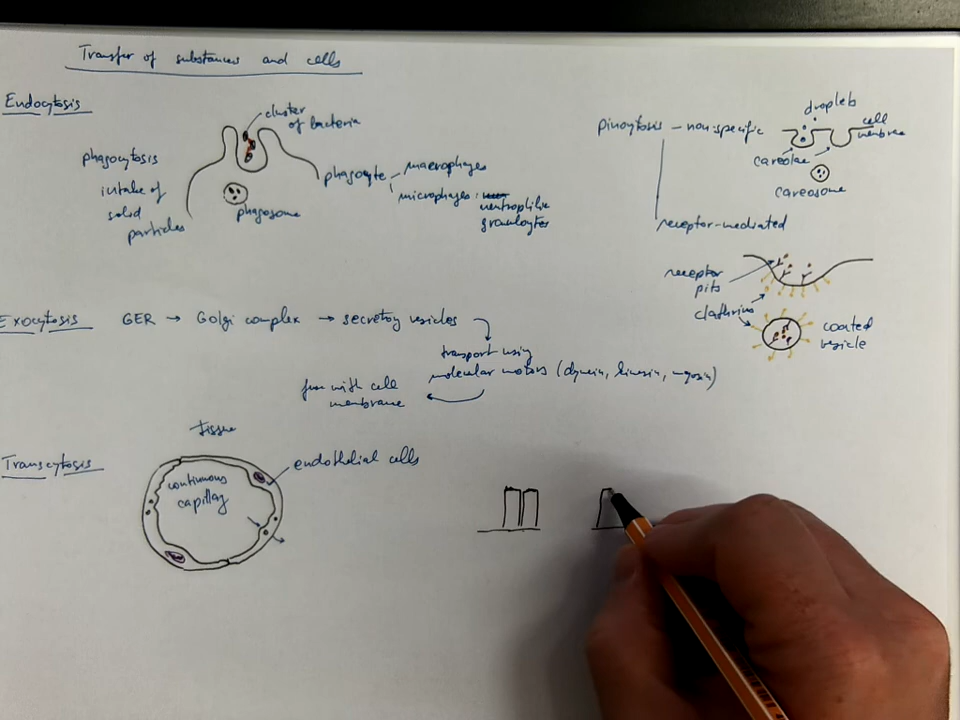 Transfer of substances and cells
Endocytosis
cluster
of bacteria
phagocytosis
intake of
solid
particles
phagosome
phagocyte
macrophages
microphages:
neutrophilic
granulocytes
pinocytosis - non-specific
droplets
cell
membrane
caveolae
caveosome
receptor-mediated
receptor
pits
clathrins
coated
vesicle
Exocytosis
GER → Golgi complex → secretory vesicles
transport using
molecular motors (dynein, kinesin, myosin)
fuse with cell
membrane
Transcytosis
tissue
continuous
capillary
endothelial cells